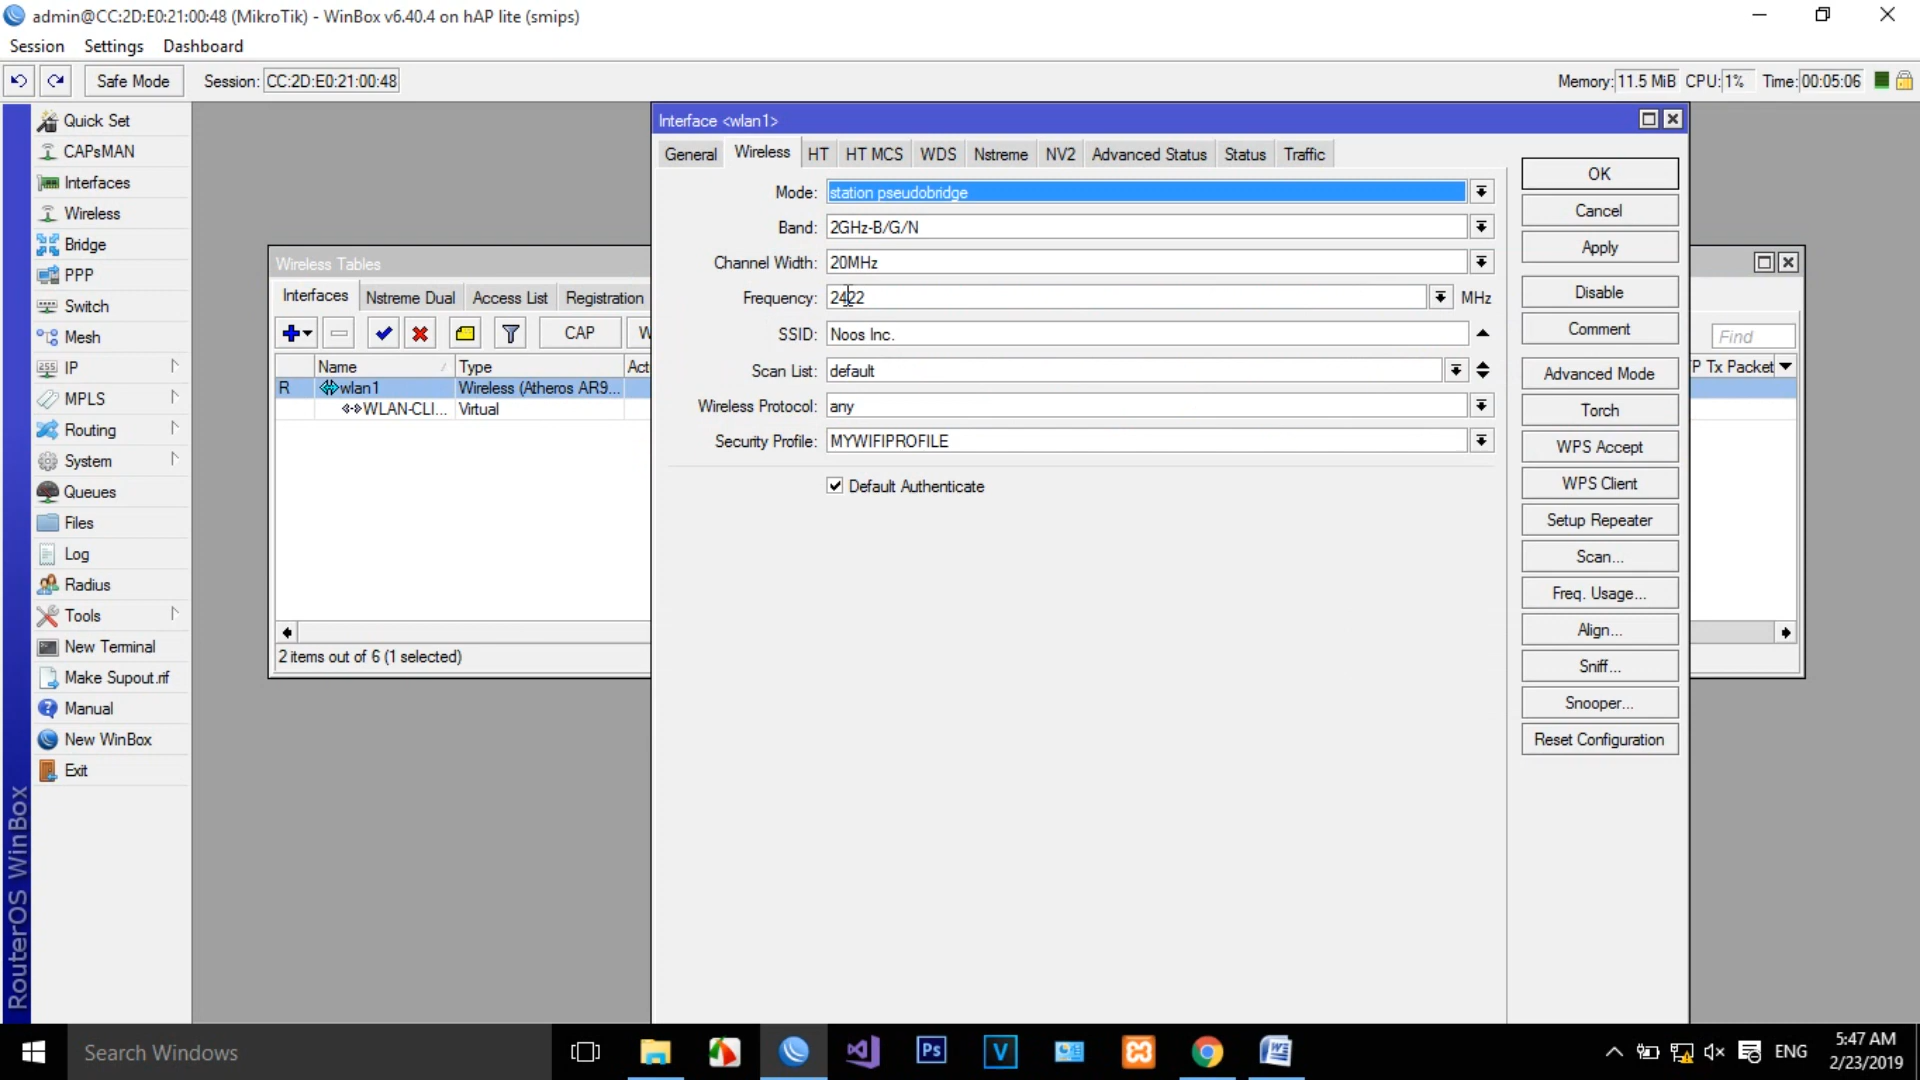 admin@CC:2D:E0:21:00:48 (MikroTik) - WinBox v6.40.4 on hAP lite (smips)
Session Settings Dashboard
Safe Mode Session: CC:2D:E0:21:00:48 Memory: 11.5 MiB CPU: 1% Time: 00:05:06
Quick Set
CAPsMAN
Interfaces
Wireless
Bridge
PPP
Switch
Mesh
IP
MPLS
Routing
System
Queues
Files
Log
Radius
Tools
New Terminal
Make Supout.rif
Manual
New WinBox
Exit
RouterOS WinBox
Wireless Tables
Interfaces Nstreme Dual Access List Registration
CAP W
Find
Name Type Act
P Tx Packet
R wlan1 Wireless (Atheros AR9...
WLAN-CLI... Virtual
2 items out of 6 (1 selected)
Interface <wlan1>
General Wireless HT HT MCS WDS Nstreme NV2 Advanced Status Status Traffic
Mode: station pseudobridge
Band: 2GHz-B/G/N
Channel Width: 20MHz
Frequency: 2422 MHz
SSID: Noos Inc.
Scan List: default
Wireless Protocol: any
Security Profile: MYWIFIPROFILE
Default Authenticate
OK
Cancel
Apply
Disable
Comment
Advanced Mode
Torch
WPS Accept
WPS Client
Setup Repeater
Scan...
Freq. Usage...
Align...
Sniff...
Snooper...
Reset Configuration
Search Windows
Ps
V
ENG
5:47 AM
2/23/2019